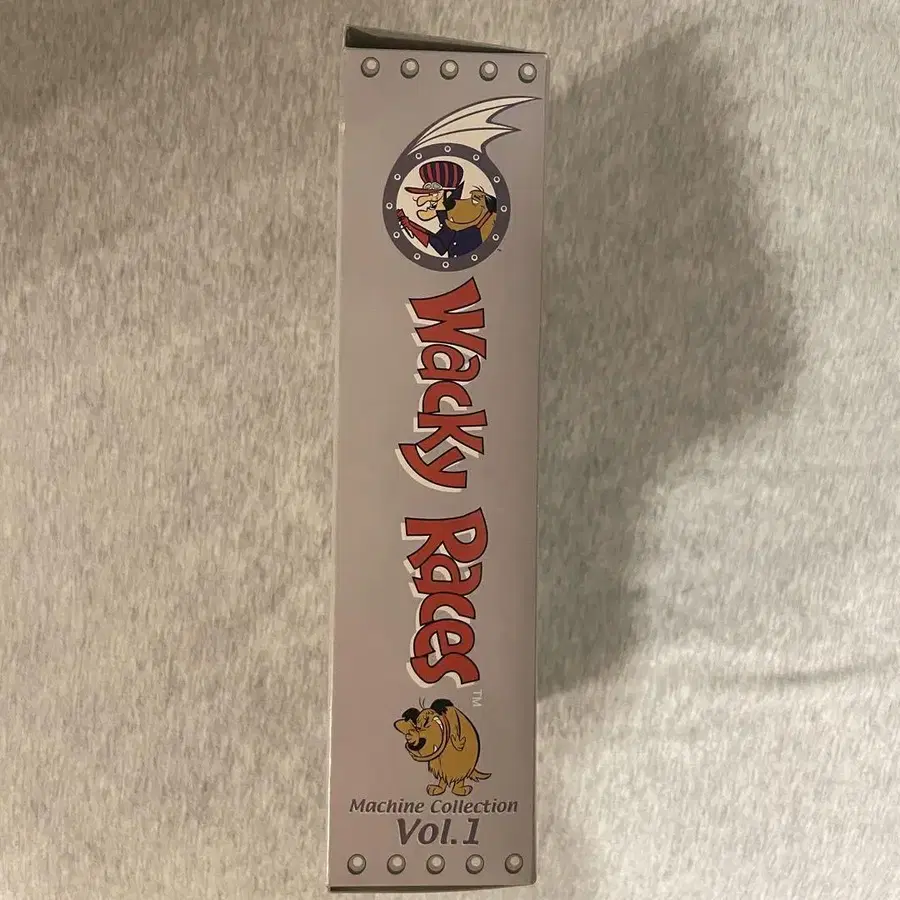 Wacky Races™
Machine Collection
Vol.1